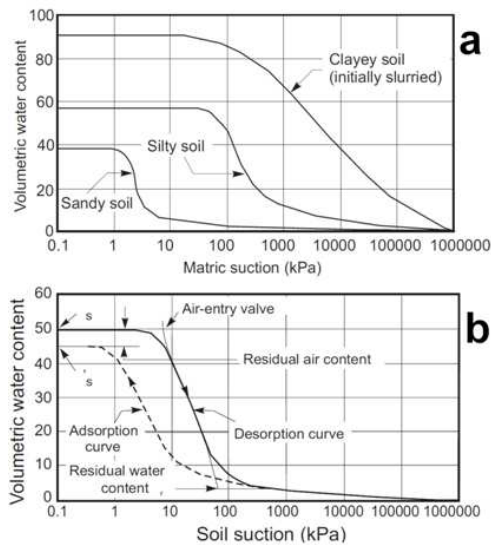 100
80
60
40
20
0
Volumetric water content
a
Clayey soil
(initially slurried)
Silty soil
Sandy soil
0.1 1 10 100 1000 10000 100000 1000000
Matric suction (kPa)
60
50
40
30
20
10
0
Volumetric water content
b
s
's
Air-entry valve
Residual air content
Adsorption
curve
Desorption curve
Residual water
content
0.1 1 10 100 1000 10000 100000 1000000
Soil suction (kPa)